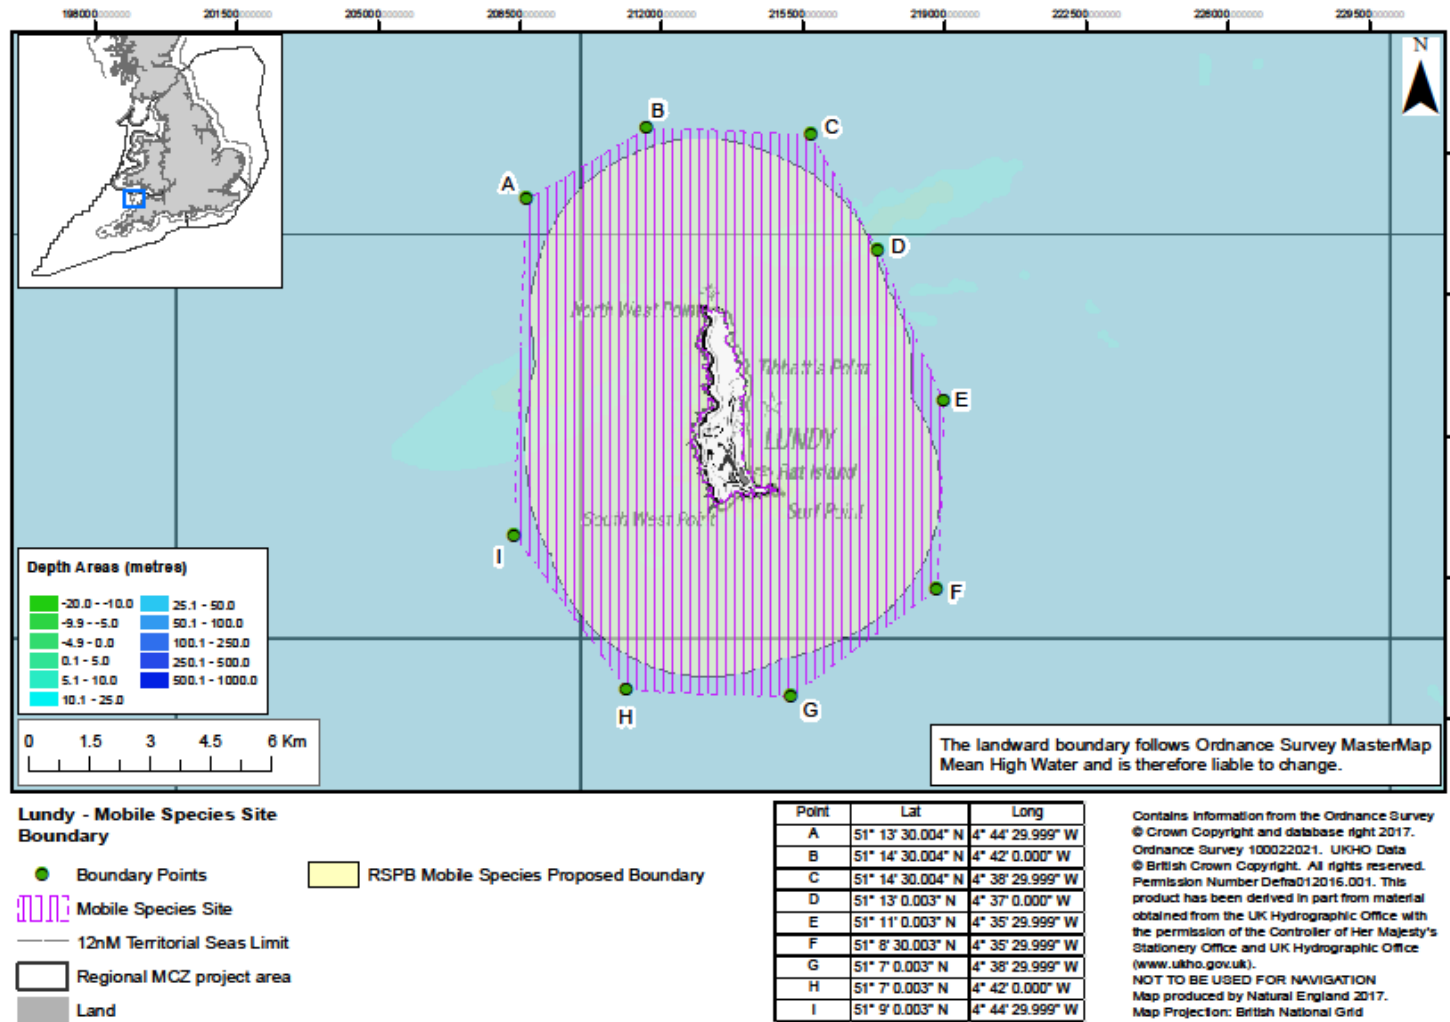 198000 201500 205000 208500 212000 215500 219000 222500 226000 229500
N
B
C
A
D
North West Point
Tibbett's Point
E
LUNDY
Rat Island
South West Point
Surf Point
I
F
H
G
Depth Areas (metres)
-20.0 - -10.0
-9.9 - -5.0
-4.9 - 0.0
0.1 - 5.0
5.1 - 10.0
10.1 - 25.0
25.1 - 50.0
50.1 - 100.0
100.1 - 250.0
250.1 - 500.0
500.1 - 1000.0
0 1.5 3 4.5 6 Km
The landward boundary follows Ordnance Survey MasterMap
Mean High Water and is therefore liable to change.
Lundy - Mobile Species Site
Boundary
Boundary Points
RSPB Mobile Species Proposed Boundary
Mobile Species Site
12nM Territorial Seas Limit
Regional MCZ project area
Land
Point Lat Long
A 51° 13' 30.004" N 4° 44' 29.999" W
B 51° 14' 30.004" N 4° 42' 0.000" W
C 51° 14' 30.004" N 4° 38' 29.999" W
D 51° 13' 0.003" N 4° 37' 0.000" W
E 51° 11' 0.003" N 4° 35' 29.999" W
F 51° 8' 30.003" N 4° 35' 29.999" W
G 51° 7' 0.003" N 4° 38' 29.999" W
H 51° 7' 0.003" N 4° 42' 0.000" W
I 51° 9' 0.003" N 4° 44' 29.999" W
Contains Information from the Ordnance Survey
© Crown Copyright and database right 2017.
Ordnance Survey 100022021. UKHO Data
© British Crown Copyright. All rights reserved.
Permission Number Defra012016.001. This
product has been derived in part from material
obtained from the UK Hydrographic Office with
the permission of the Controller of Her Majesty's
Stationery Office and UK Hydrographic Office
(www.ukho.gov.uk).
NOT TO BE USED FOR NAVIGATION
Map produced by Natural England 2017.
Map Projection: British National Grid